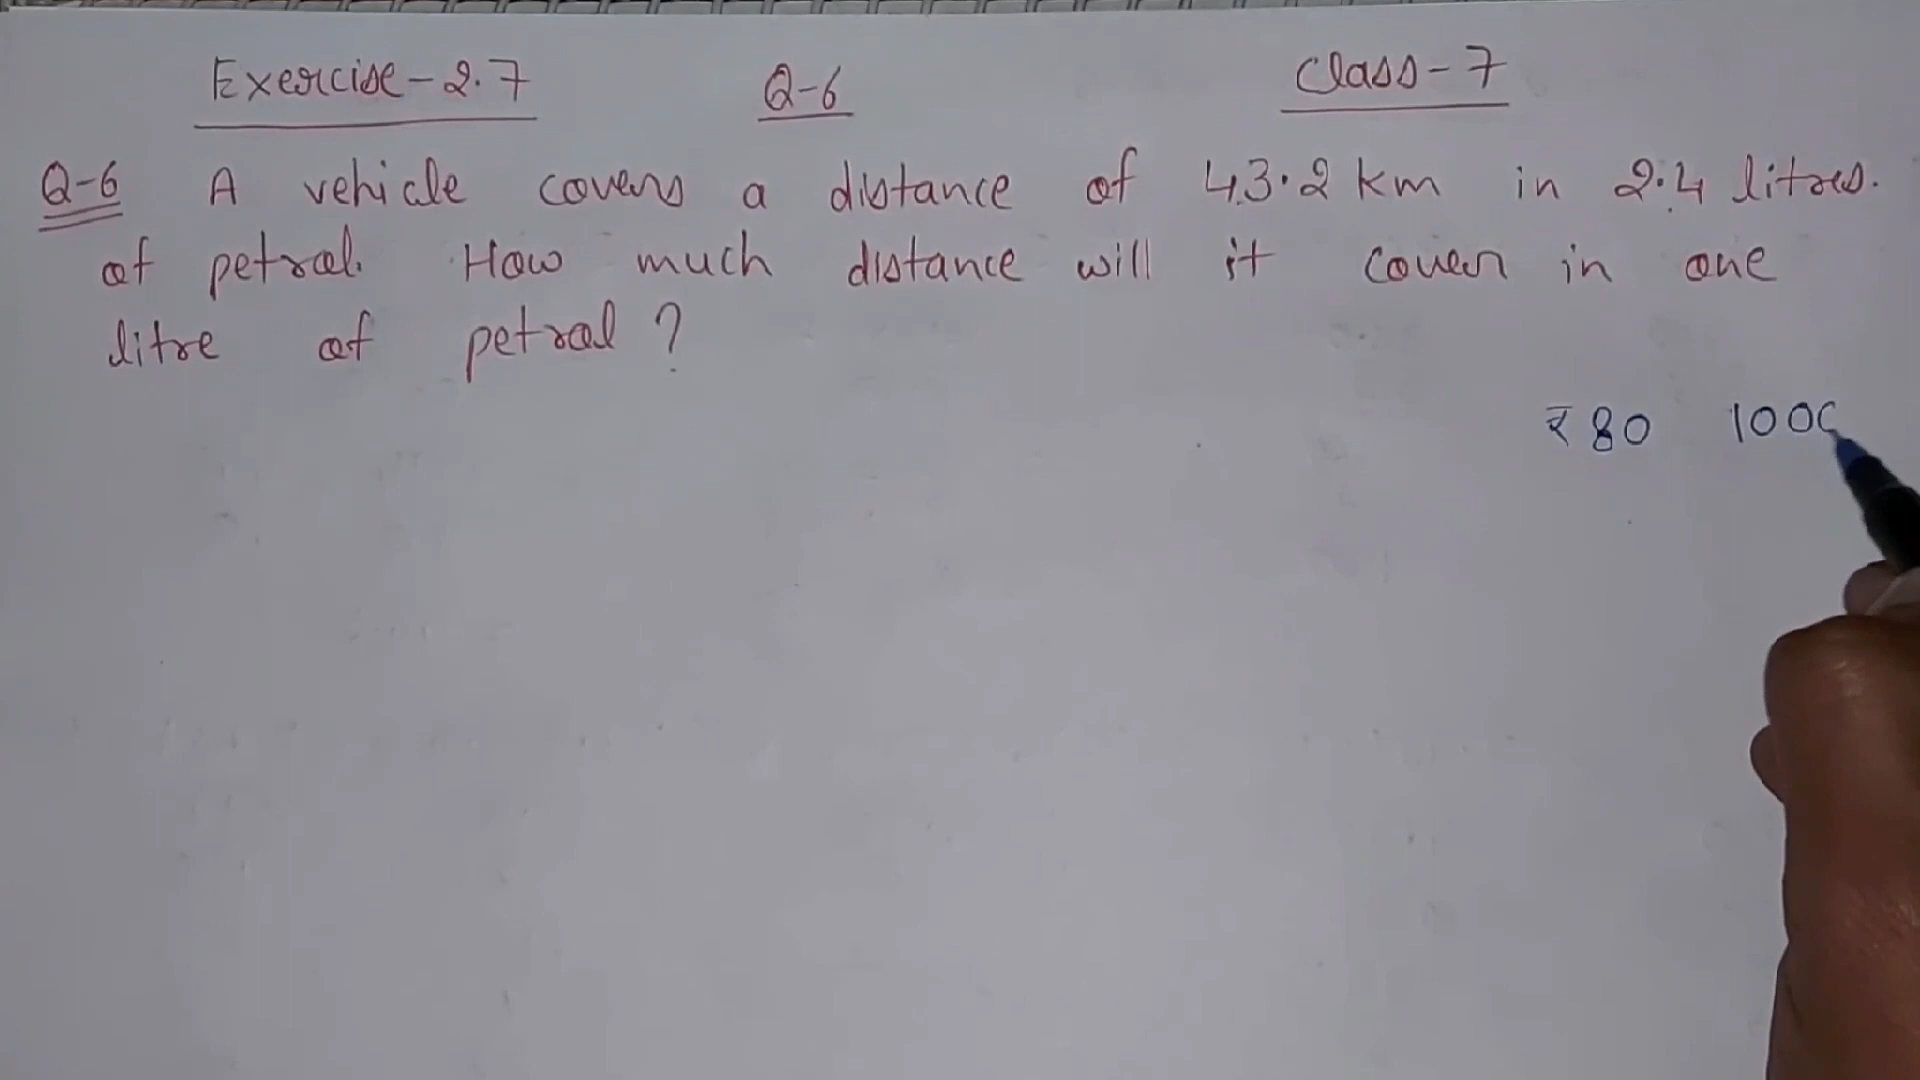 Exercise-2.7 Q-6 Class-7
Q-6 A vehicle covers a distance of 43.2 km in 2.4 litres.
of petrol. How much distance will it cover in one
litre of petrol?
₹80 1000